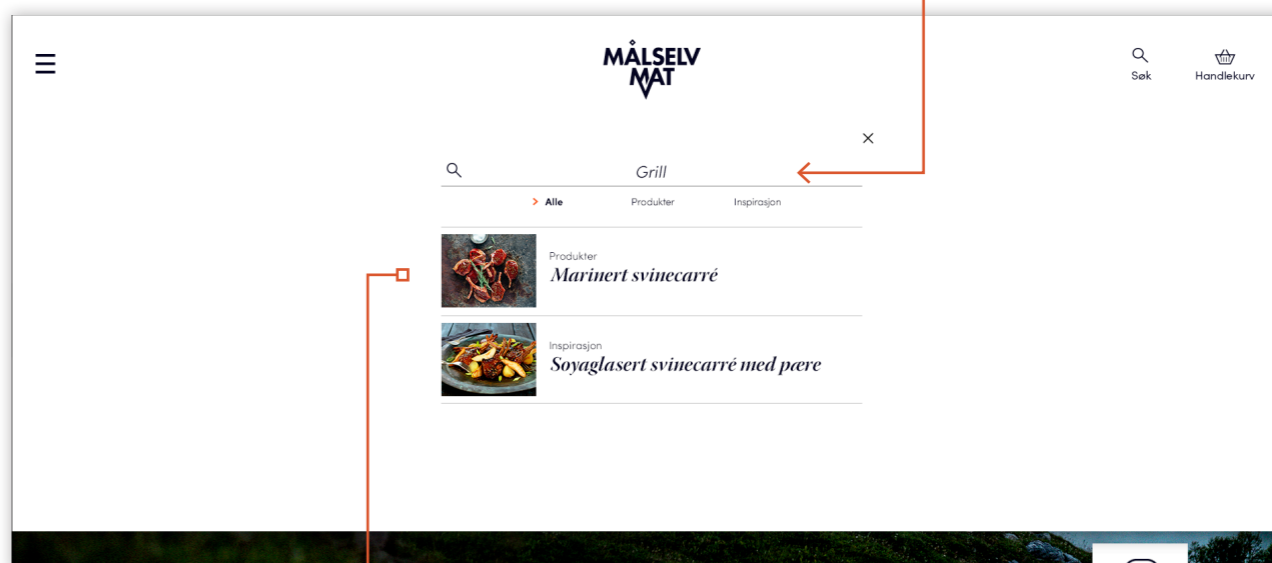 MÅLSELV
MAT
Søk
Handlekurv
Grill
Alle
Produkter
Inspirasjon
Produkter
Marinert svinecarré
Inspirasjon
Soyaglasert svinecarré med pære